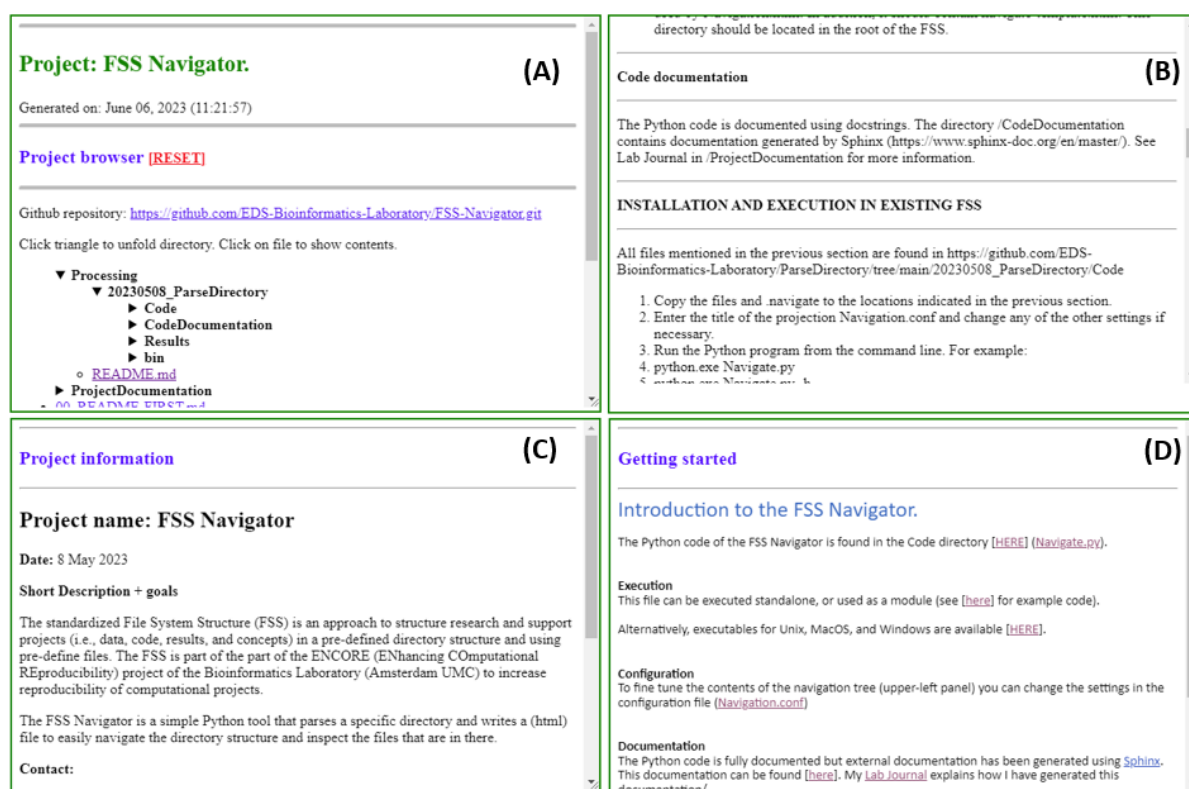 Project: FSS Navigator.
(A)
Generated on: June 06, 2023 (11:21:57)
Project browser [RESET]
Github repository: https://github.com/EDS-Bioinformatics-Laboratory/FSS-Navigator.git
Click triangle to unfold directory. Click on file to show contents.
▼ Processing
▼ 20230508_ParseDirectory
► Code
► CodeDocumentation
► Results
► bin
○ README.md
► ProjectDocumentation
00_README_FIRST.md
directory should be located in the root of the FSS.
(B)
Code documentation
The Python code is documented using docstrings. The directory /CodeDocumentation
contains documentation generated by Sphinx (https://www.sphinx-doc.org/en/master/). See
Lab Journal in /ProjectDocumentation for more information.
INSTALLATION AND EXECUTION IN EXISTING FSS
All files mentioned in the previous section are found in https://github.com/EDS-
Bioinformatics-Laboratory/ParseDirectory/tree/main/20230508_ParseDirectory/Code
1. Copy the files and .navigate to the locations indicated in the previous section.
2. Enter the title of the projection Navigation.conf and change any of the other settings if
necessary.
3. Run the Python program from the command line. For example:
4. python.exe Navigate.py
5. python.exe Navigate.py -h
Project information
(C)
Project name: FSS Navigator
Date: 8 May 2023
Short Description + goals
The standardized File System Structure (FSS) is an approach to structure research and support
projects (i.e., data, code, results, and concepts) in a pre-defined directory structure and using
pre-define files. The FSS is part of the part of the ENCORE (ENhancing COmputational
REproducibility) project of the Bioinformatics Laboratory (Amsterdam UMC) to increase
reproducibility of computational projects.
The FSS Navigator is a simple Python tool that parses a specific directory and writes a (html)
file to easily navigate the directory structure and inspect the files that are in there.
Contact:
Getting started
(D)
Introduction to the FSS Navigator.
The Python code of the FSS Navigator is found in the Code directory [HERE] (Navigate.py).
Execution
This file can be executed standalone, or used as a module (see [here] for example code).
Alternatively, executables for Unix, MacOS, and Windows are available [HERE].
Configuration
To fine tune the contents of the navigation tree (upper-left panel) you can change the settings in the
configuration file (Navigation.conf)
Documentation
The Python code is fully documented but external documentation has been generated using Sphinx.
This documentation can be found [here]. My Lab Journal explains how I have generated this